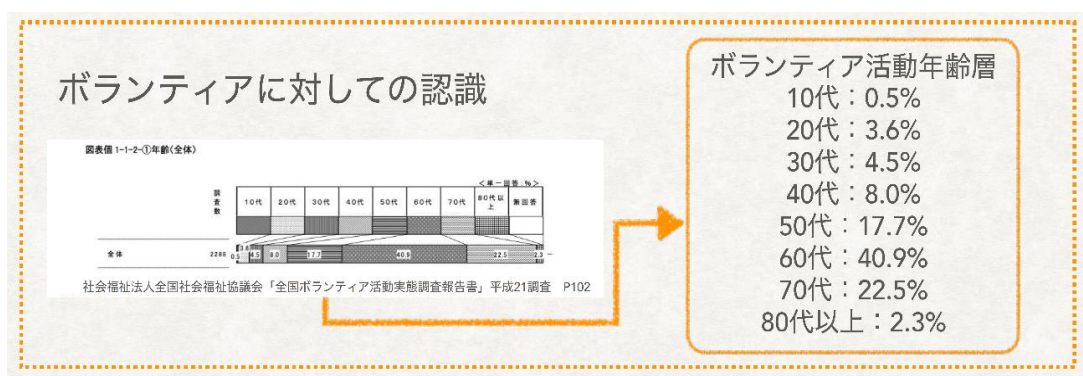 ボランティアに対しての認識
図表個 1-1-2-①年齢(全体)
<単一回答:%>
調査数
10代 20代 30代 40代 50代 60代 70代 80代以上 無回答
全体 2286 0.5 3.6 4.5 8.0 17.7 40.9 22.5 2.3 -
社会福祉法人全国社会福祉協議会「全国ボランティア活動実態調査報告書」平成21調査 P102
ボランティア活動年齢層
10代:0.5%
20代:3.6%
30代:4.5%
40代:8.0%
50代:17.7%
60代:40.9%
70代:22.5%
80代以上:2.3%